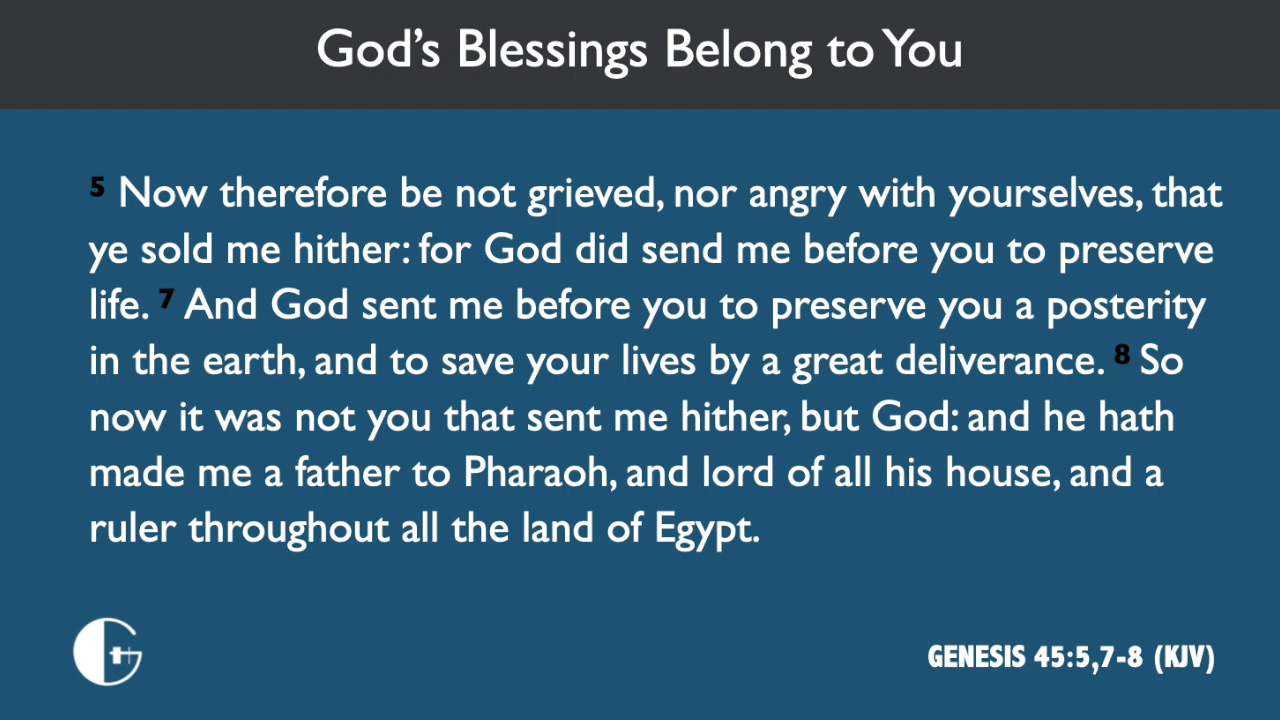 God's Blessings Belong to You
5 Now therefore be not grieved, nor angry with yourselves, that
ye sold me hither: for God did send me before you to preserve
life. 7 And God sent me before you to preserve you a posterity
in the earth, and to save your lives by a great deliverance. 8 So
now it was not you that sent me hither, but God: and he hath
made me a father to Pharaoh, and lord of all his house, and a
ruler throughout all the land of Egypt.
GENESIS 45:5,7-8 (KJV)